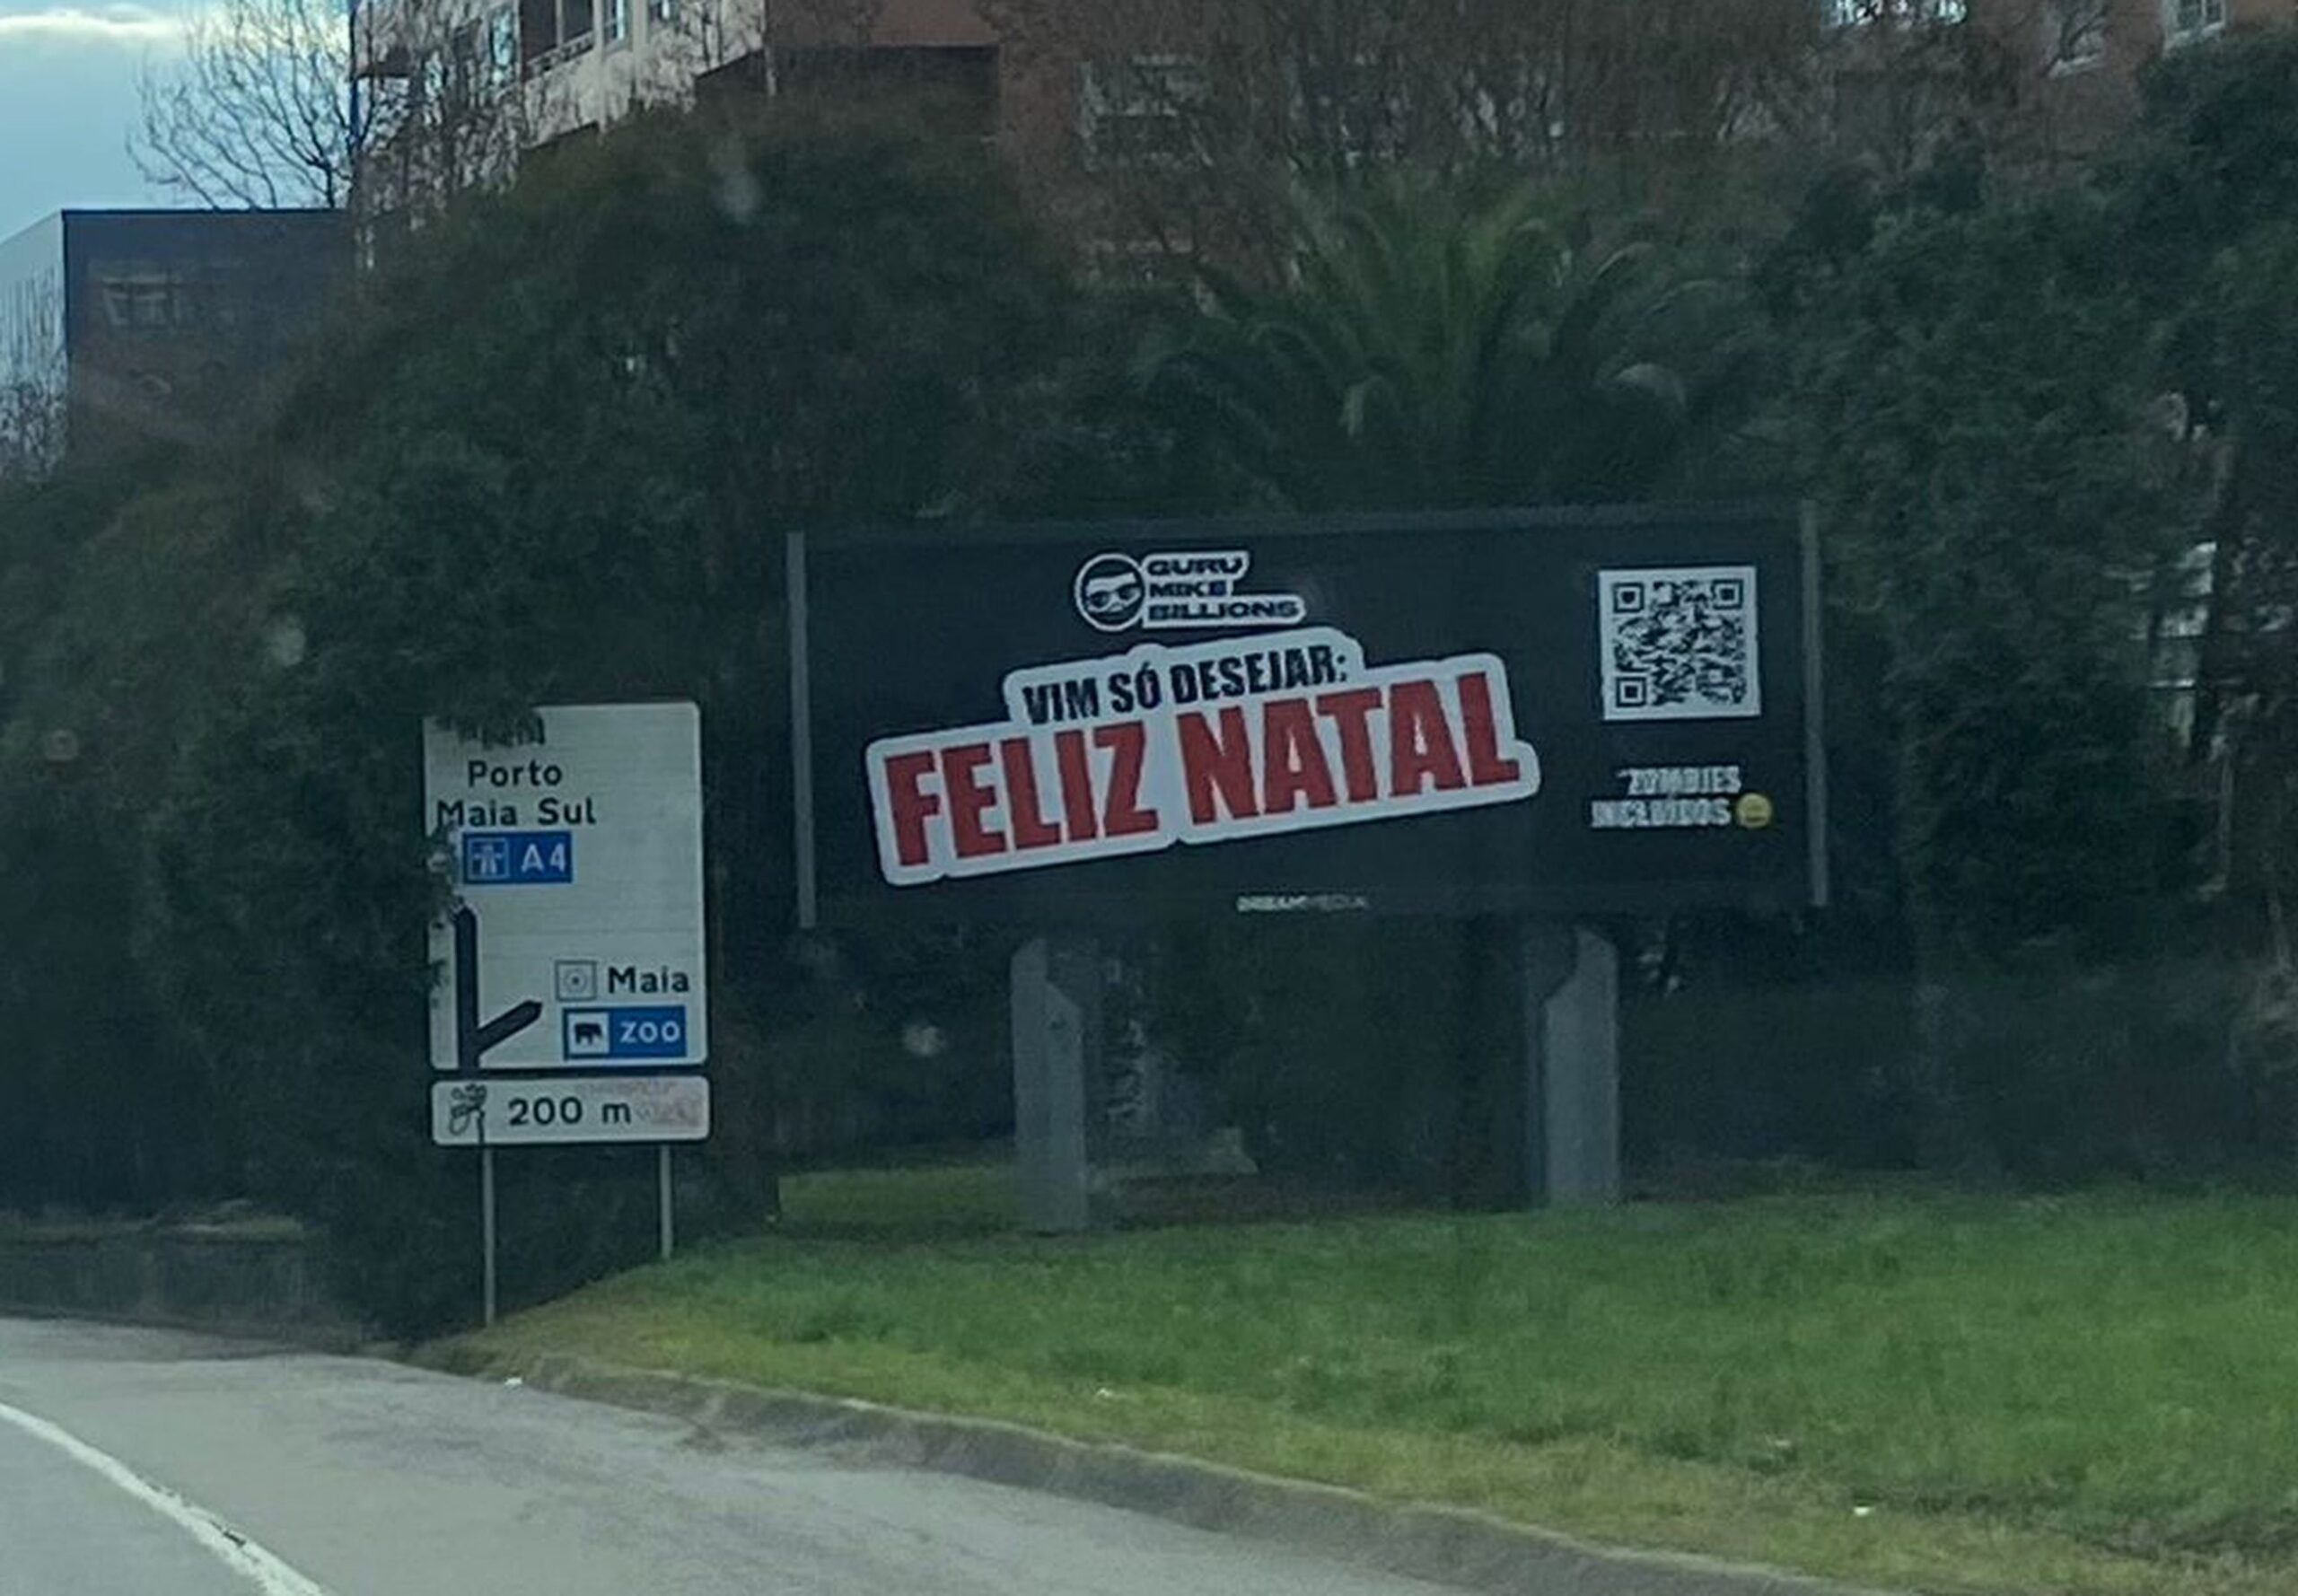 Porto
Maia Sul
A4
Maia
ZOO
200 m
GURU
MIKE
BILLIONS
VIM SÓ DESEJAR:
FELIZ NATAL
ZOMBIES
INCLUÍDOS
DREAMMEDIA